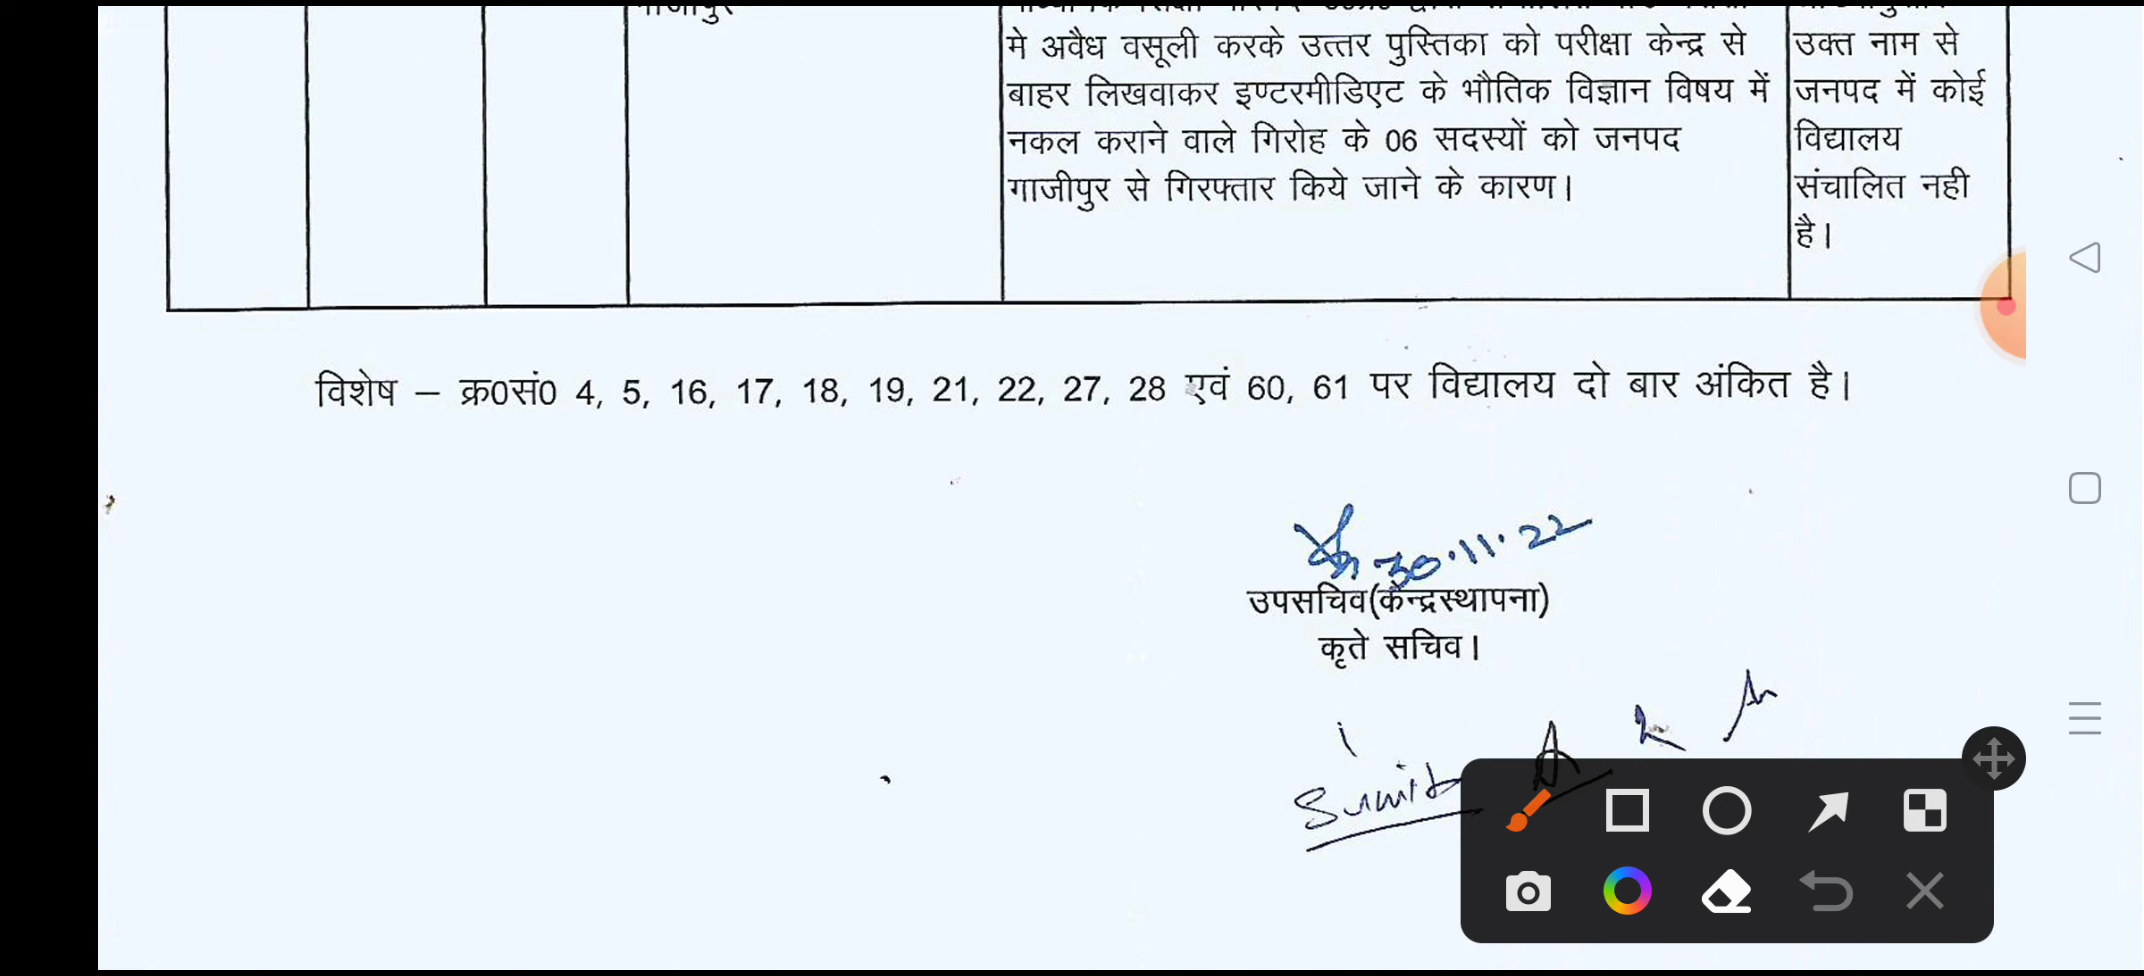 मे अवैध वसूली करके उत्तर पुस्तिका को परीक्षा केन्द्र से
बाहर लिखवाकर इण्टरमीडिएट के भौतिक विज्ञान विषय में
नकल कराने वाले गिरोह के 06 सदस्यों को जनपद
गाजीपुर से गिरफ्तार किये जाने के कारण।
उक्त नाम से
जनपद में कोई
विद्यालय
संचालित नही
है।
विशेष – क्र0सं0 4, 5, 16, 17, 18, 19, 21, 22, 27, 28 एवं 60, 61 पर विद्यालय दो बार अंकित है।
30.11.22
उपसचिव(केन्द्रस्थापना)
कृते सचिव।
Sumit